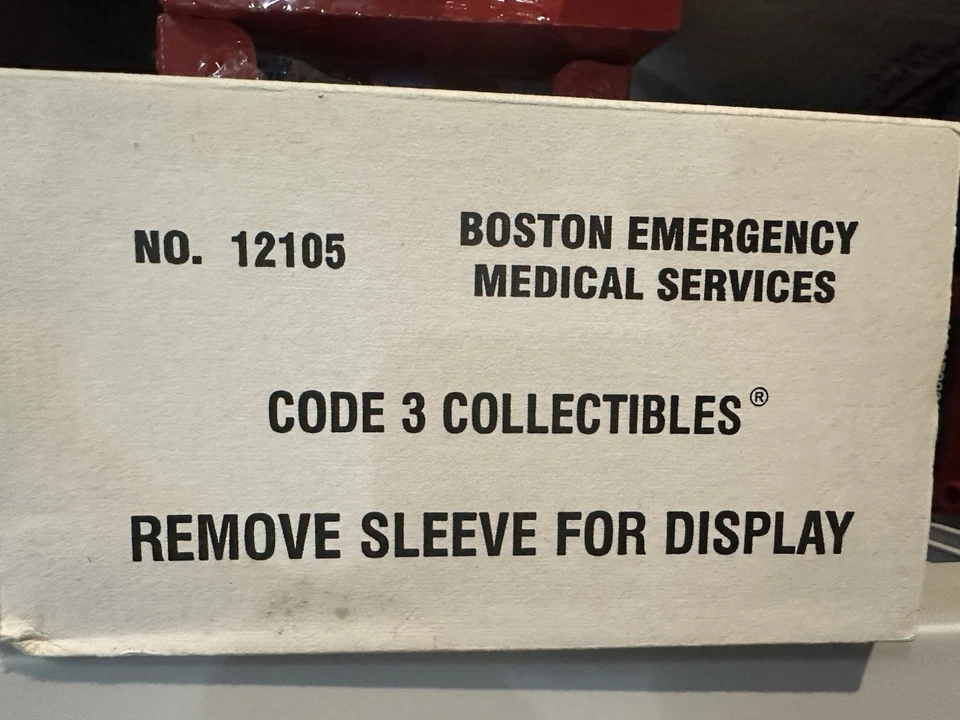 NO. 12105
BOSTON EMERGENCY
MEDICAL SERVICES
CODE 3 COLLECTIBLES®
REMOVE SLEEVE FOR DISPLAY